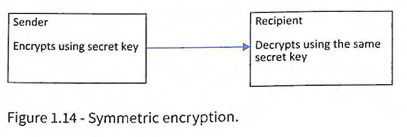 Sender
Encrypts using secret key
Recipient
Decrypts using the same
secret key
Figure 1.14 - Symmetric encryption.